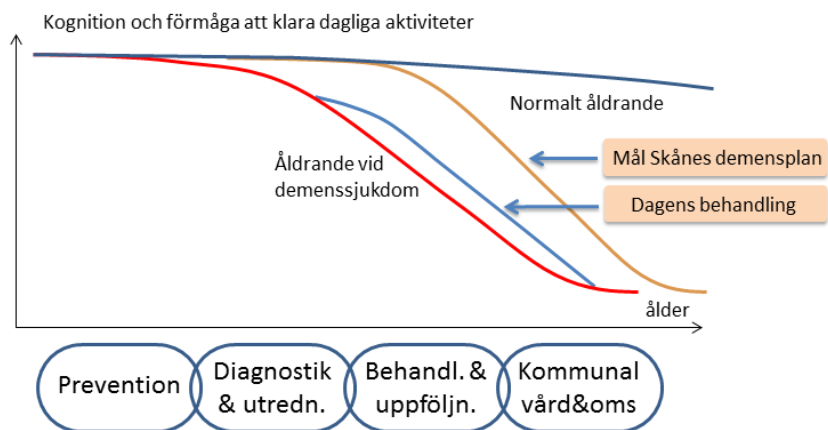 Kognition och förmåga att klara dagliga aktiviteter
Normalt åldrande
Mål Skånes demensplan
Åldrande vid
demenssjukdom
Dagens behandling
ålder
Prevention
Diagnostik
& utredn.
Behandl. &
uppföljn.
Kommunal
vård&oms